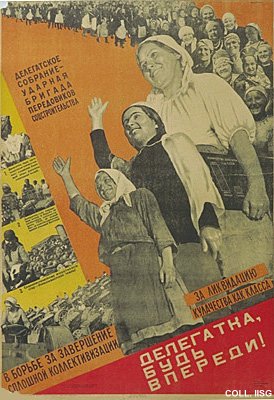 ДЕЛЕГАТСКОЕ
СОБРАНИЕ-
УДАРНАЯ
БРИГАДА
ПЕРЕДОВИКОВ
СОЦСТРОИТЕЛЬСТВА
В БОРЬБЕ ЗА ЗАВЕРШЕНИЕ
СПЛОШНОЙ КОЛЛЕКТИВИЗАЦИИ
ЗА ЛИКВИДАЦИЮ
КУЛАЧЕСТВА КАК КЛАССА
ДЕЛЕГАТКА,
БУДЬ
ВПЕРЕДИ!
COLL. IISG